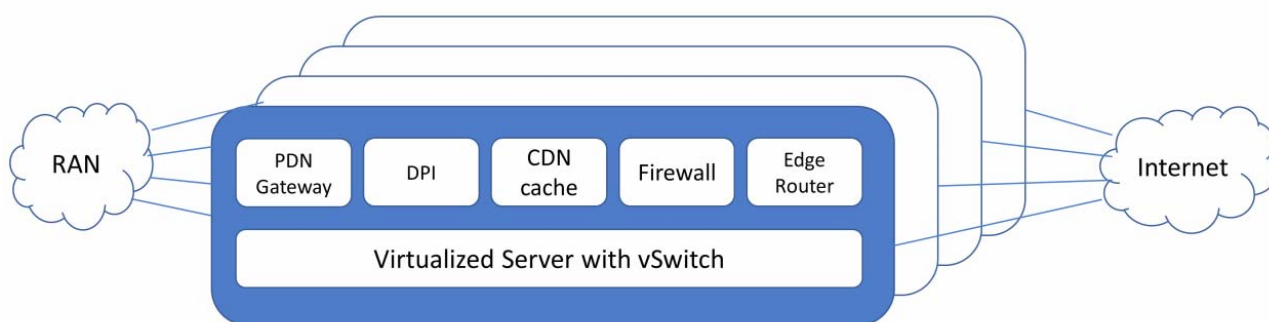 RAN
PDN
Gateway
DPI
CDN
cache
Firewall
Edge
Router
Internet
Virtualized Server with vSwitch